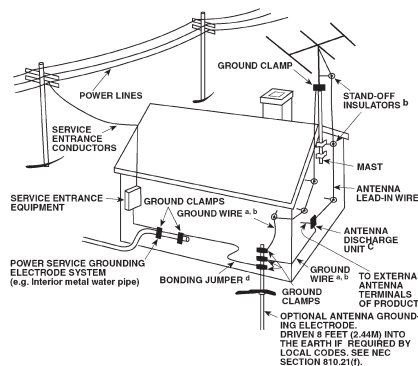 GROUND CLAMP
POWER LINES
STAND-OFF
INSULATORS b
SERVICE
ENTRANCE
CONDUCTORS
MAST
SERVICE ENTRANCE
EQUIPMENT
GROUND CLAMPS
GROUND WIRE a, b
ANTENNA
LEAD-IN WIRE
ANTENNA
DISCHARGE
UNIT C
POWER SERVICE GROUNDING
ELECTRODE SYSTEM
(e.g. Interior metal water pipe)
BONDING JUMPER d
GROUND
WIRE a, b
GROUND
CLAMPS
TO EXTERNAL
ANTENNA
TERMINALS
OF PRODUCT
OPTIONAL ANTENNA GROUND-
ING ELECTRODE.
DRIVEN 8 FEET (2.44M) INTO
THE EARTH IF REQUIRED BY
LOCAL CODES. SEE NEC
SECTION 810.21(f).